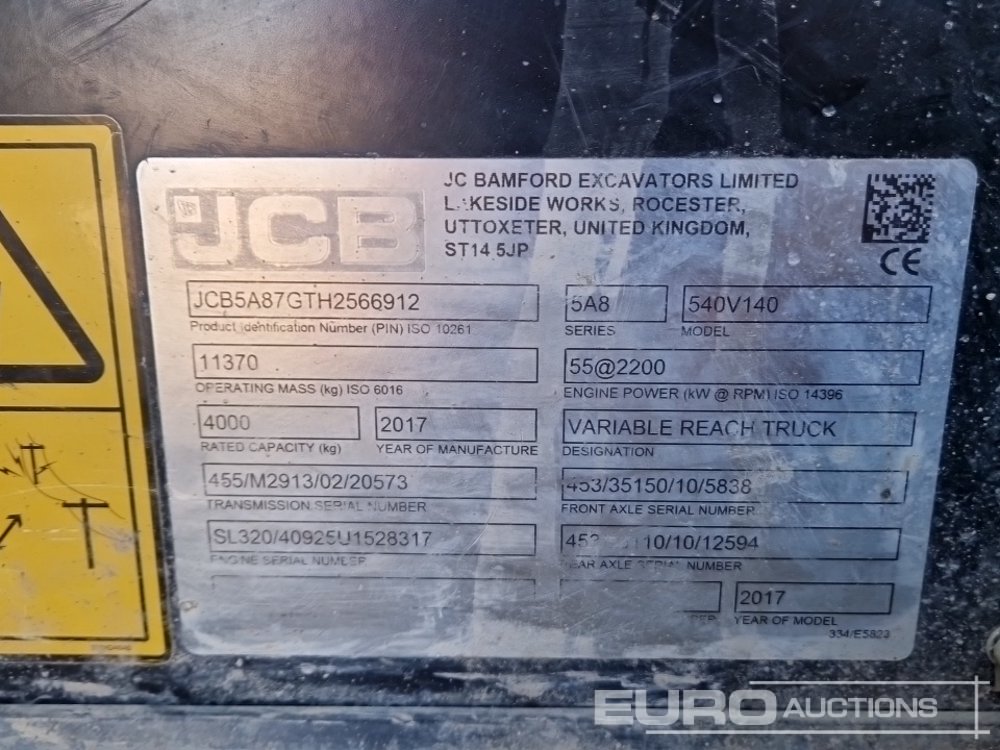 JCB
JC BAMFORD EXCAVATORS LIMITED
LAKESIDE WORKS, ROCESTER,
UTTOXETER, UNITED KINGDOM,
ST14 5JP
CE
JCB5A87GTH2566912
Product Identification Number (PIN) ISO 10261
5A8
SERIES
540V140
MODEL
11370
OPERATING MASS (kg) ISO 6016
55@2200
ENGINE POWER (kW @ RPM) ISO 14396
4000
RATED CAPACITY (kg)
2017
YEAR OF MANUFACTURE
VARIABLE REACH TRUCK
DESIGNATION
455/M2913/02/20573
TRANSMISSION SERIAL NUMBER
453/35150/10/5838
FRONT AXLE SERIAL NUMBER
SL320/40925U1528317
ENGINE SERIAL NUMBER
REAR AXLE SERIAL NUMBER
2017
YEAR OF MODEL
334/E5823
EURO AUCTIONS